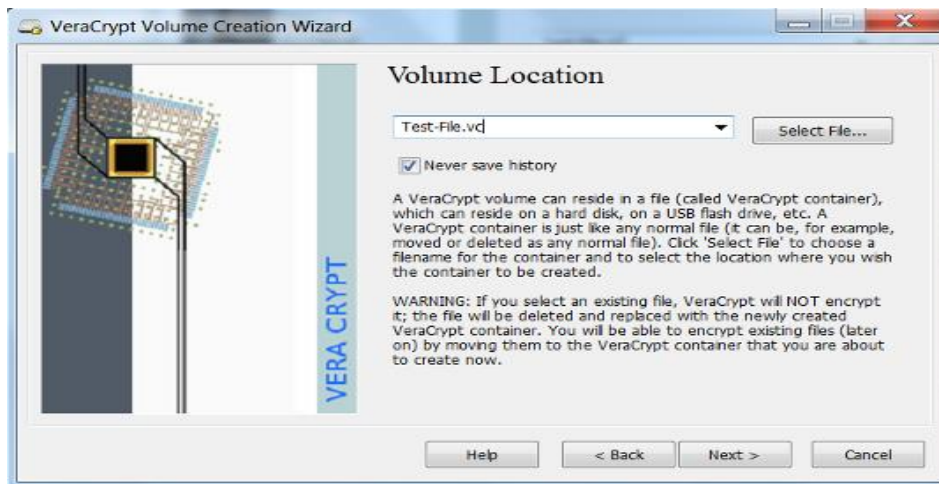 VeraCrypt Volume Creation Wizard
Volume Location
Test-File.vc
Select File...
Never save history
A VeraCrypt volume can reside in a file (called VeraCrypt container),
which can reside on a hard disk, on a USB flash drive, etc. A
VeraCrypt container is just like any normal file (it can be, for example,
moved or deleted as any normal file). Click 'Select File' to choose a
filename for the container and to select the location where you wish
the container to be created.
WARNING: If you select an existing file, VeraCrypt will NOT encrypt
it; the file will be deleted and replaced with the newly created
VeraCrypt container. You will be able to encrypt existing files (later
on) by moving them to the VeraCrypt container that you are about
to create now.
VERA CRYPT
Help
< Back
Next >
Cancel